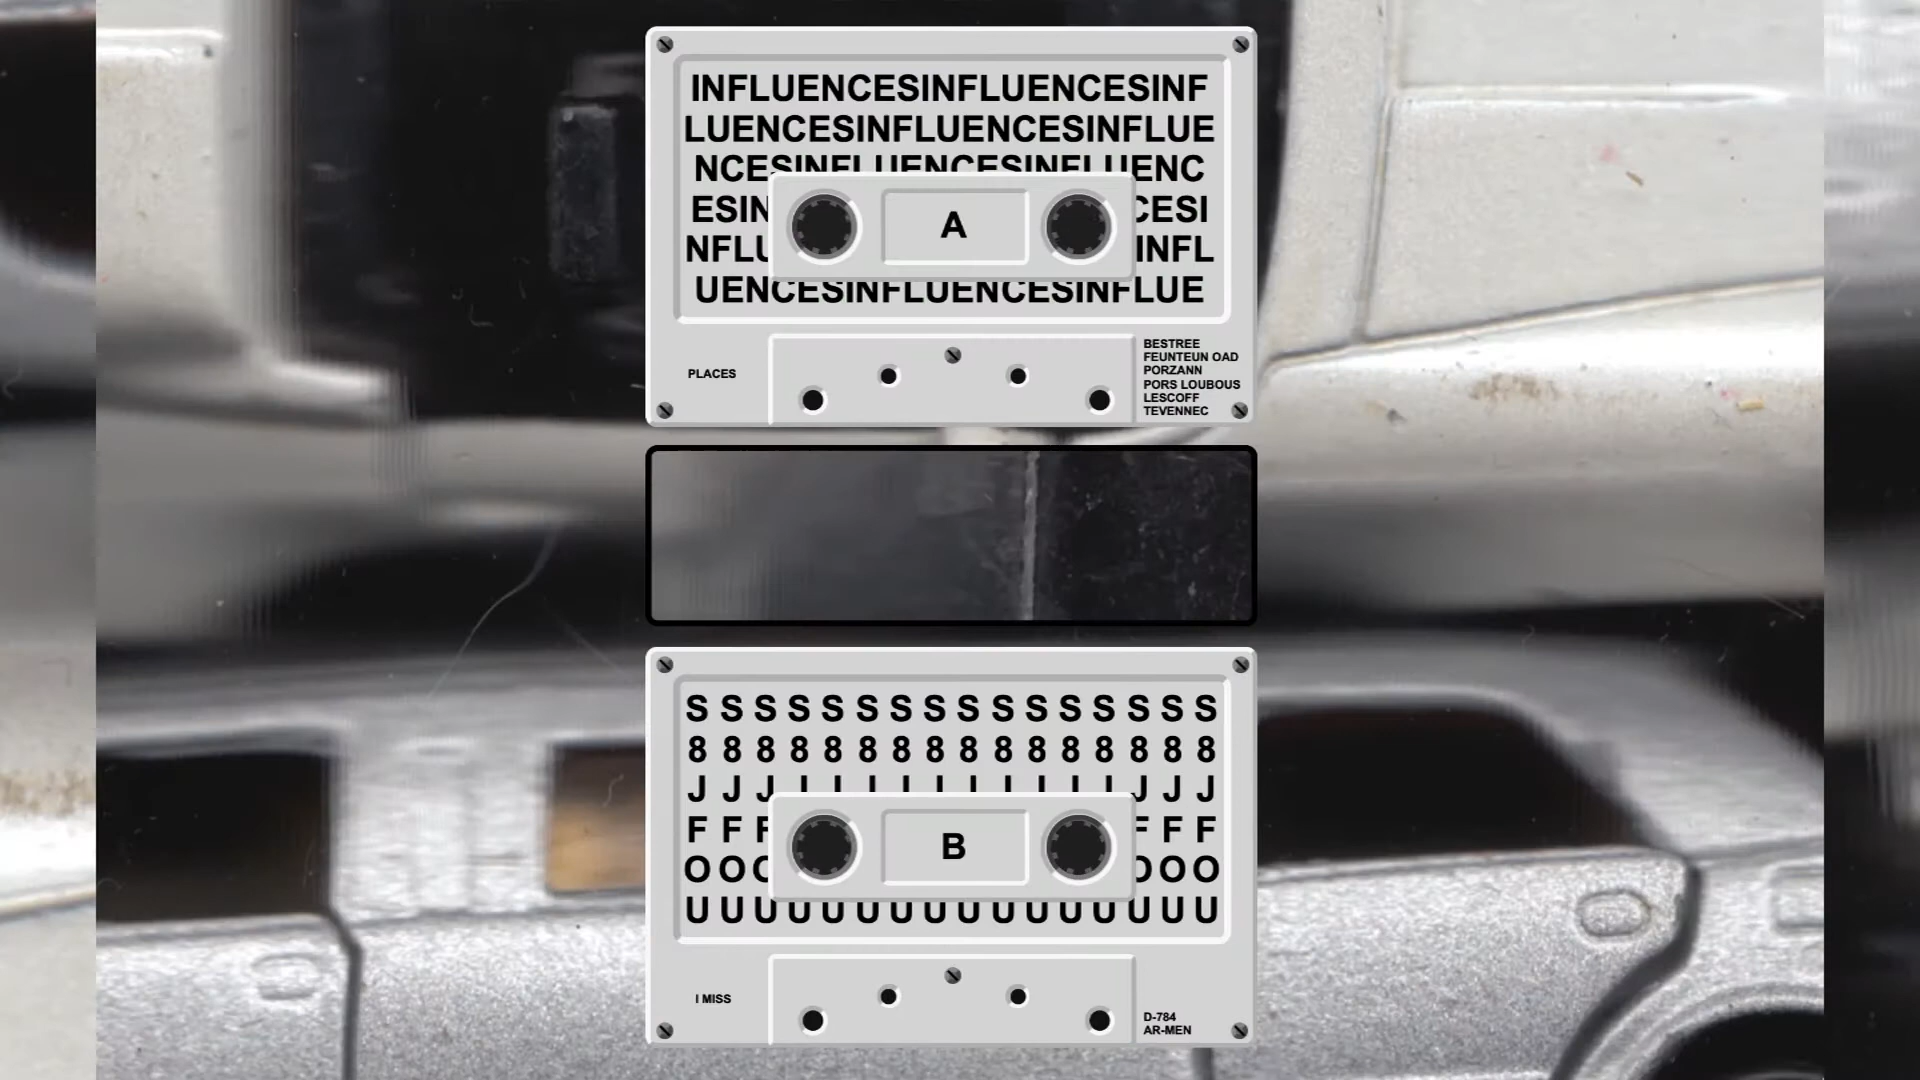 INFLUENCESINFLUENCESINF
LUENCESINFLUENCESINFLUE
NCESINFLUENCESINFLUENC
ESIN CESI
NFLU INFL
UENCESINFLUENCESINFLUE
A
PLACES
BESTREE
FEUNTEUN OAD
PORZANN
PORS LOUBOUS
LESCOFF
TEVENNEC
S S S S S S S S S S S S S S S S
8 8 8 8 8 8 8 8 8 8 8 8 8 8 8 8
J J J J J J J J J J J J J J J J
F F F F F F
O O O O O O
U U U U U U U U U U U U U U U U
B
I MISS
D-784
AR-MEN